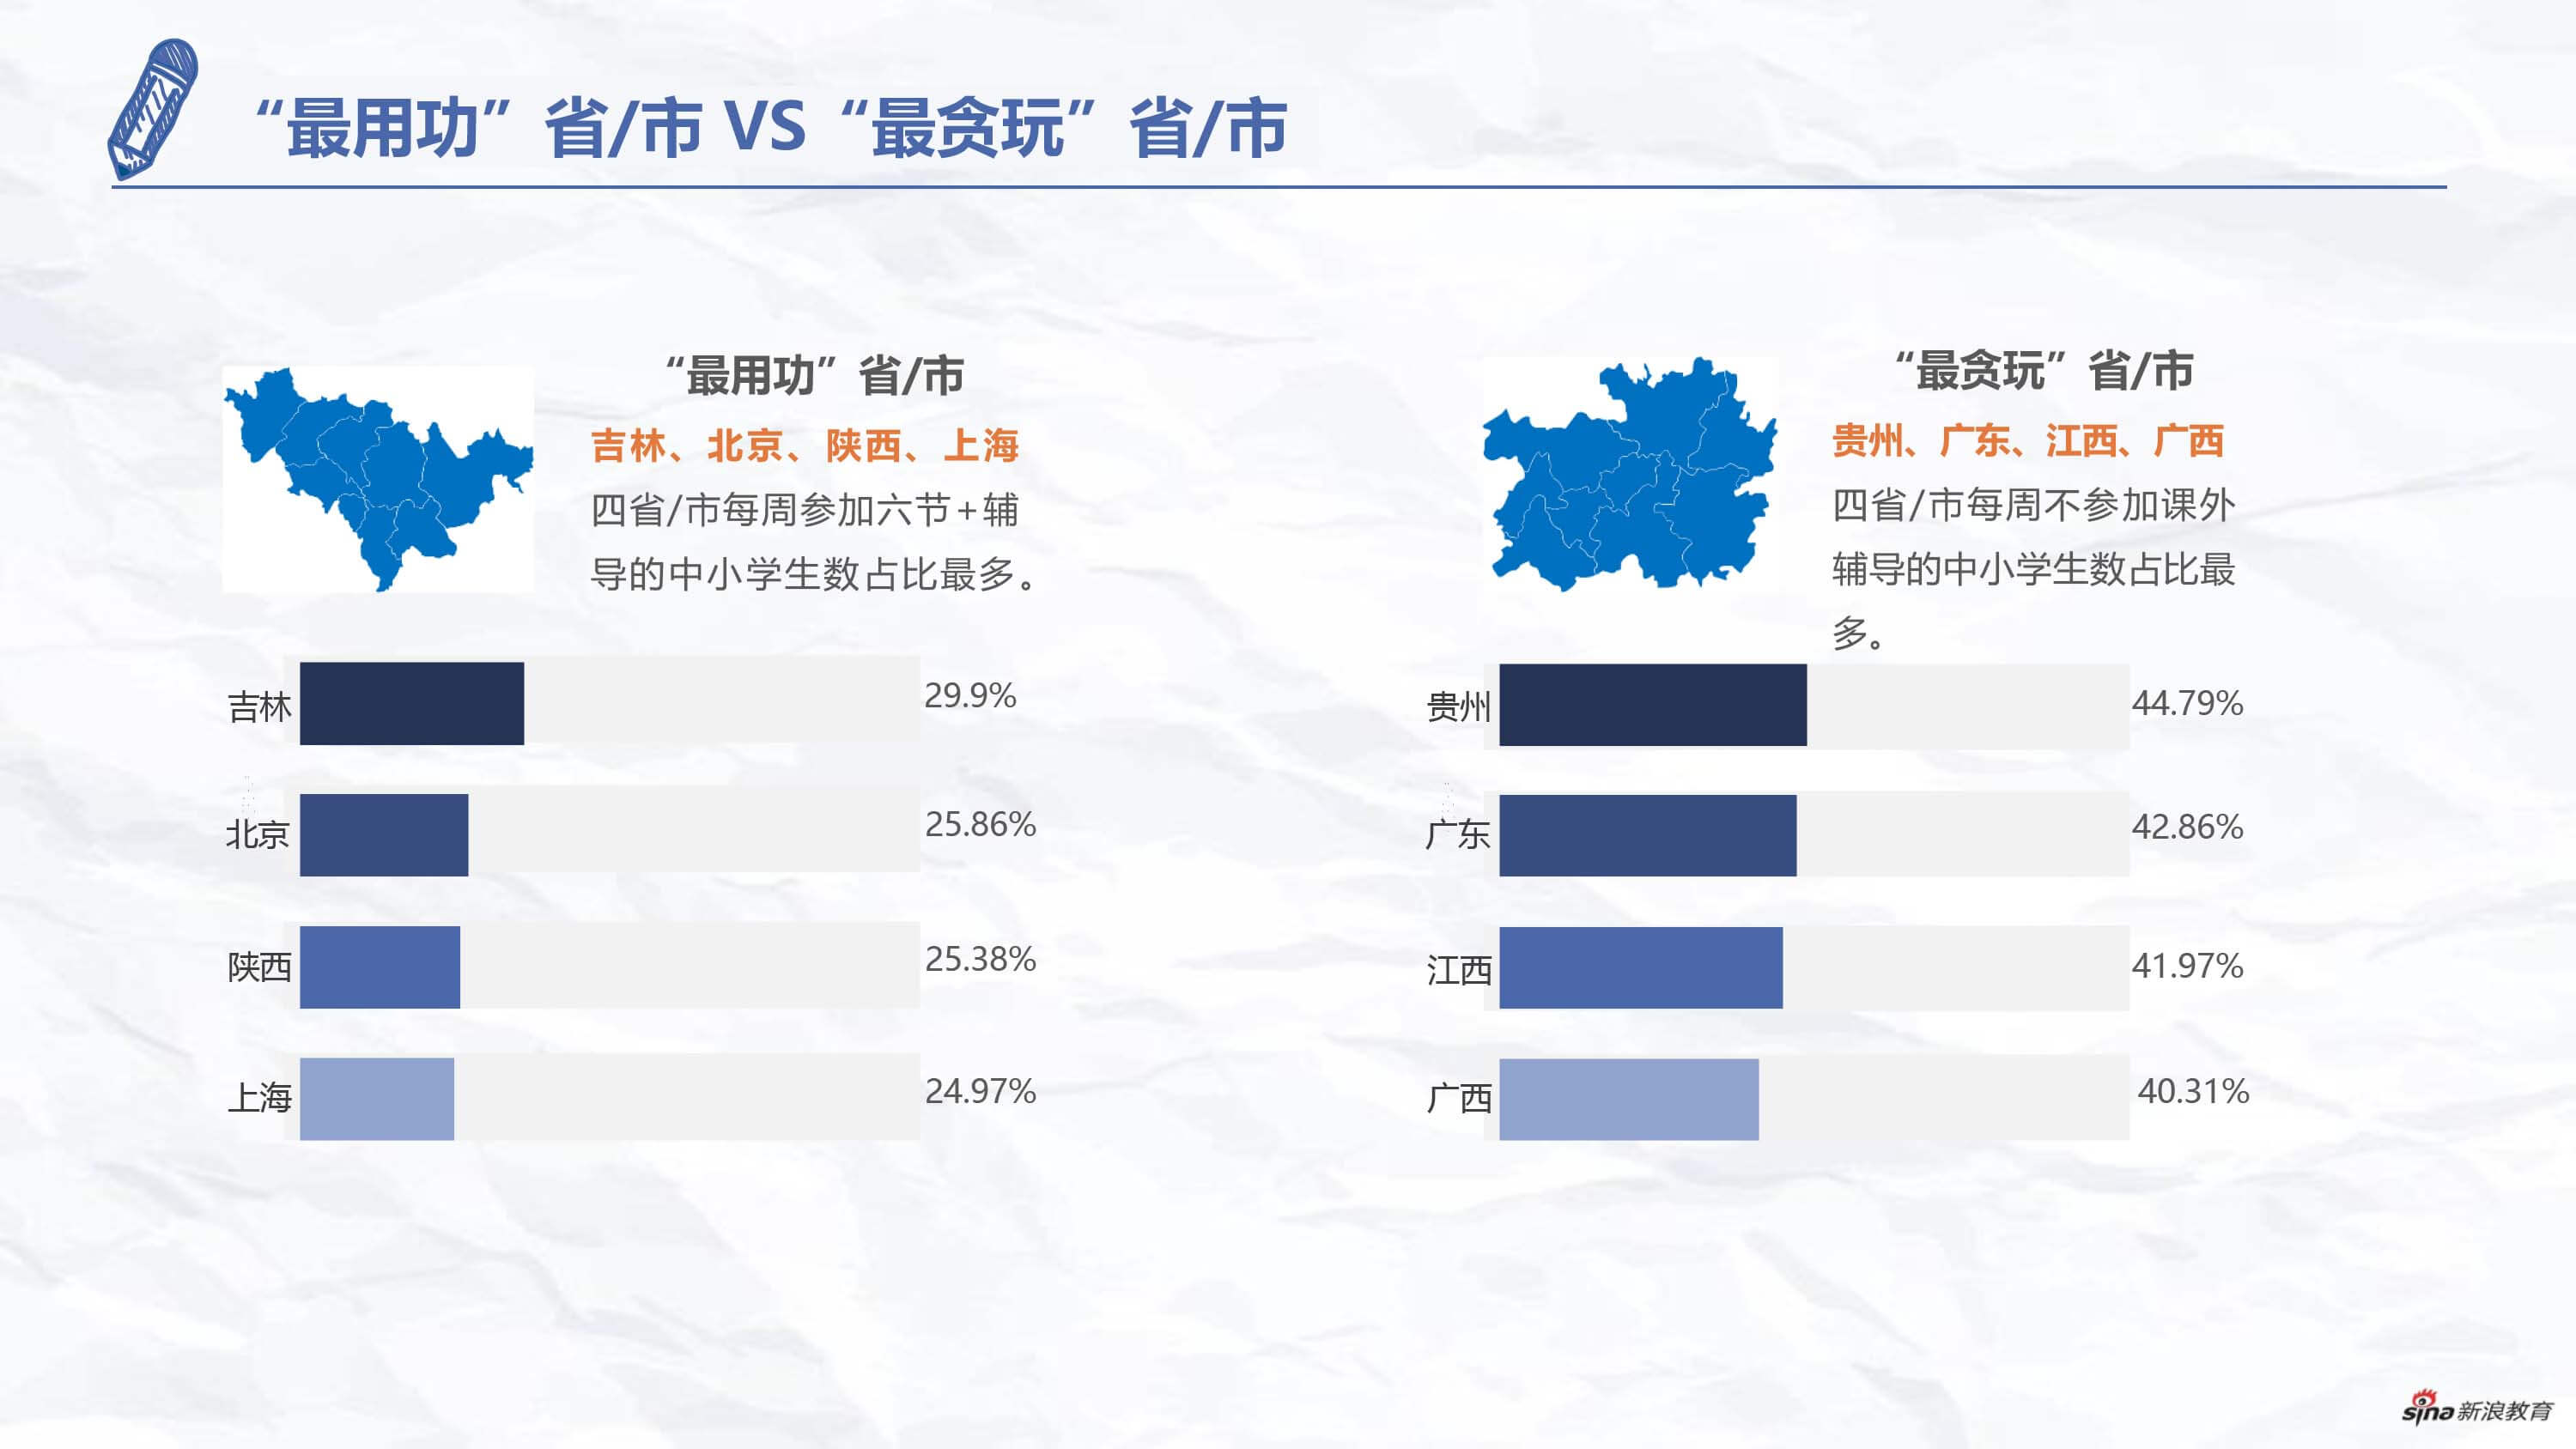 “最用功”省/市 VS “最贪玩”省/市
“最用功”省/市
吉林、北京、陕西、上海
四省/市每周参加六节+辅
导的中小学生数占比最多。
吉林 29.9%
北京 25.86%
陕西 25.38%
上海 24.97%
“最贪玩”省/市
贵州、广东、江西、广西
四省/市每周不参加课外
辅导的中小学生数占比最
多。
贵州 44.79%
广东 42.86%
江西 41.97%
广西 40.31%
sina新浪教育